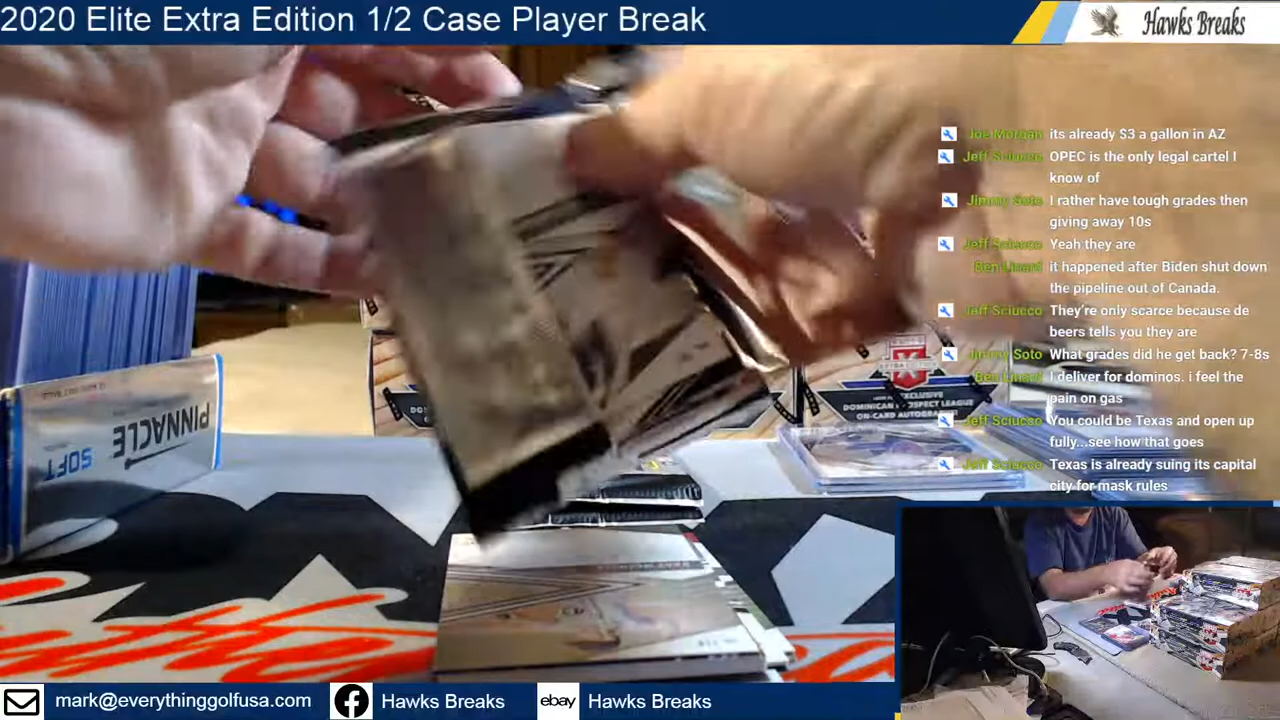 2020 Elite Extra Edition 1/2 Case Player Break
Hawks Breaks
Joe Morgan its already $3 a gallon in AZ
Jeff Sciucco OPEC is the only legal cartel I
know of
Jimmy Soto I rather have tough grades then
giving away 10s
Jeff Sciucco Yeah they are
Ben Linard it happened after Biden shut down
the pipeline out of Canada.
Jeff Sciucco They're only scarce because de
beers tells you they are
Jimmy Soto What grades did he get back? 7-8s
Ben Linard I deliver for dominos. i feel the
pain on gas
Jeff Sciucco You could be Texas and open up
fully...see how that goes
Jeff Sciucco Texas is already suing its capital
city for mask rules
PINNACLE
SOFT
EXCLUSIVE
DOMINICAN PROSPECT LEAGUE
ON-CARD AUTOGRAPHS
mark@everythinggolfusa.com
Hawks Breaks
ebay
Hawks Breaks